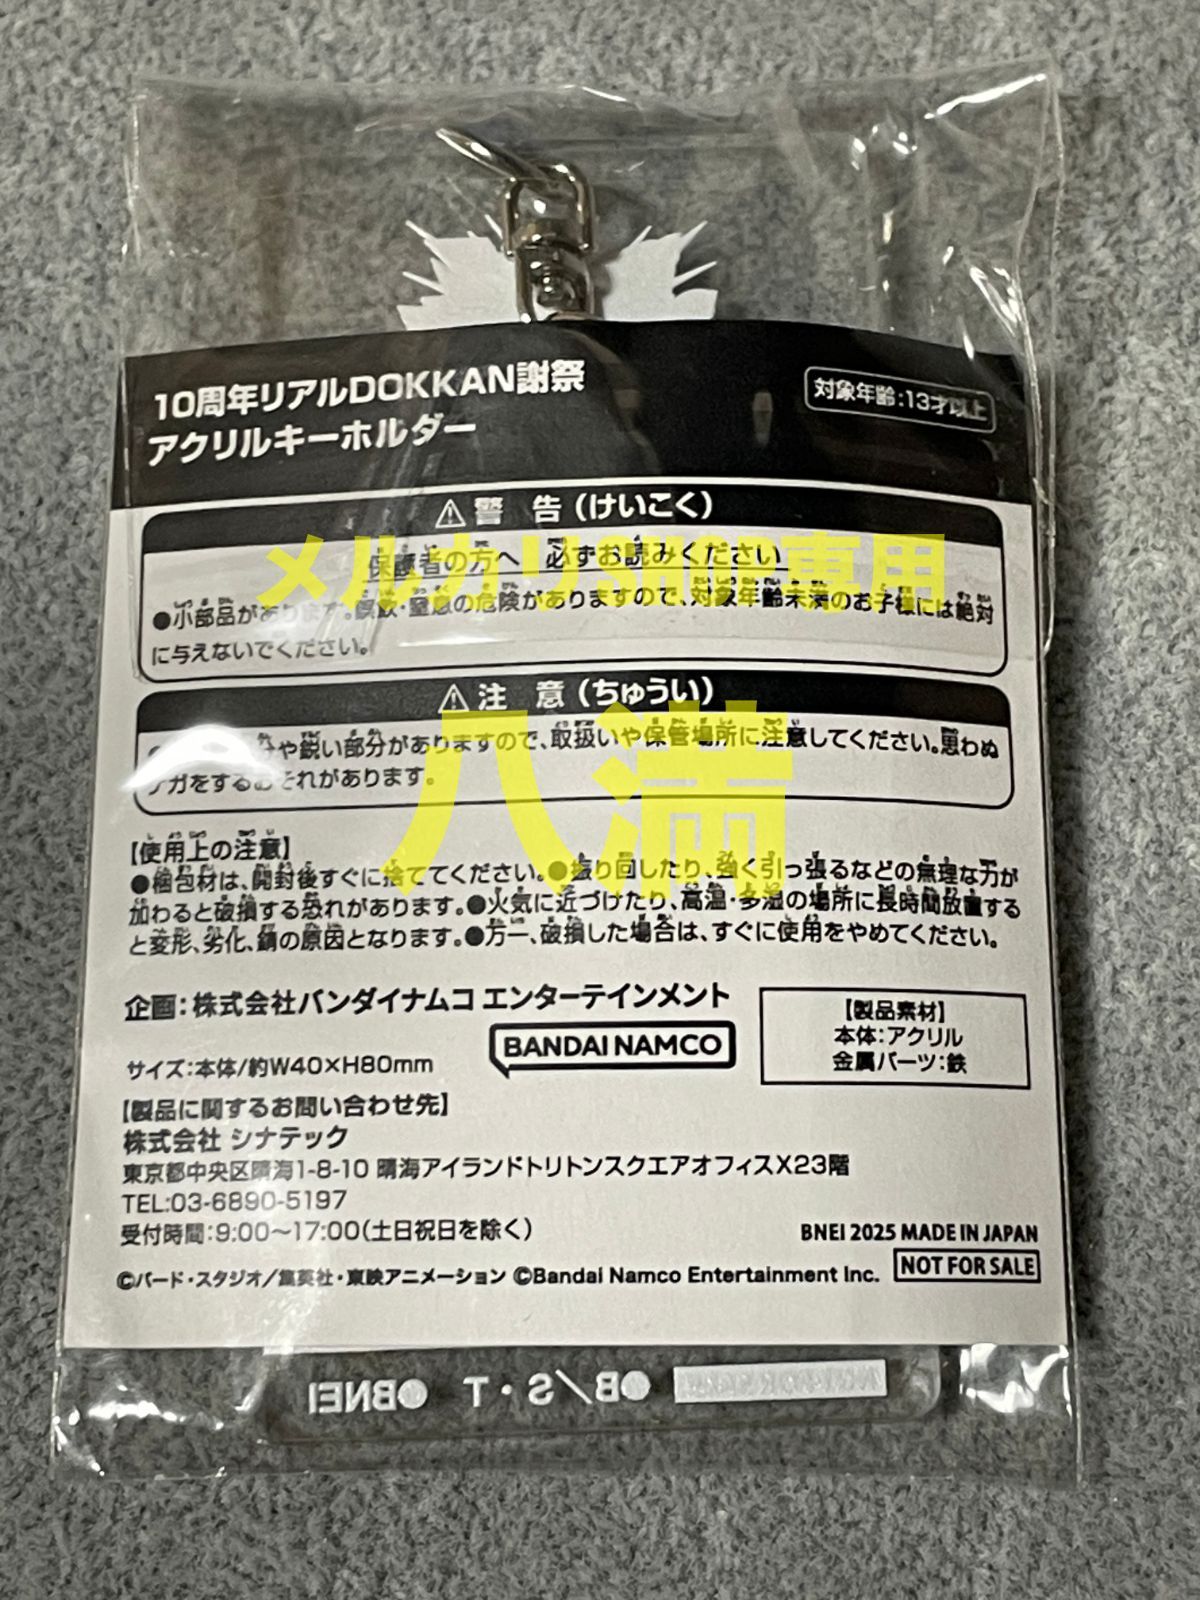 10周年リアルDOKKAN謝祭
アクリルキーホルダー
対象年齢:13才以上
⚠警 告(けいこく)
保護者の方へ 必ずお読みください
メルカリSHOP専用
●小部品があります。誤飲・窒息の危険がありますので、対象年齢未満のお子様には絶対
に与えないでください。
⚠注 意(ちゅうい)
分や鋭い部分がありますので、取扱いや保管場所に注意してください。思わぬ
ケガをするおそれがあります。
八満
【使用上の注意】
●梱包材は、開封後すぐに捨ててください。●振り回したり、強く引っ張るなどの無理な力が
加わると破損する恐れがあります。●火気に近づけたり、高温・多湿の場所に長時間放置する
と変形、劣化、錆の原因となります。●万一、破損した場合は、すぐに使用をやめてください。
企画:株式会社バンダイナムコ エンターテインメント
BANDAI NAMCO
【製品素材】
本体:アクリル
金属パーツ:鉄
サイズ:本体/約W40×H80mm
【製品に関するお問い合わせ先】
株式会社 シナテック
東京都中央区晴海1-8-10 晴海アイランドトリトンスクエアオフィスX23階
TEL:03-6890-5197
受付時間:9:00～17:00(土日祝日を除く)
BNEI 2025 MADE IN JAPAN
©バード・スタジオ/集英社・東映アニメーション ©Bandai Namco Entertainment Inc.
NOT FOR SALE
●B/S・T ●BNEI